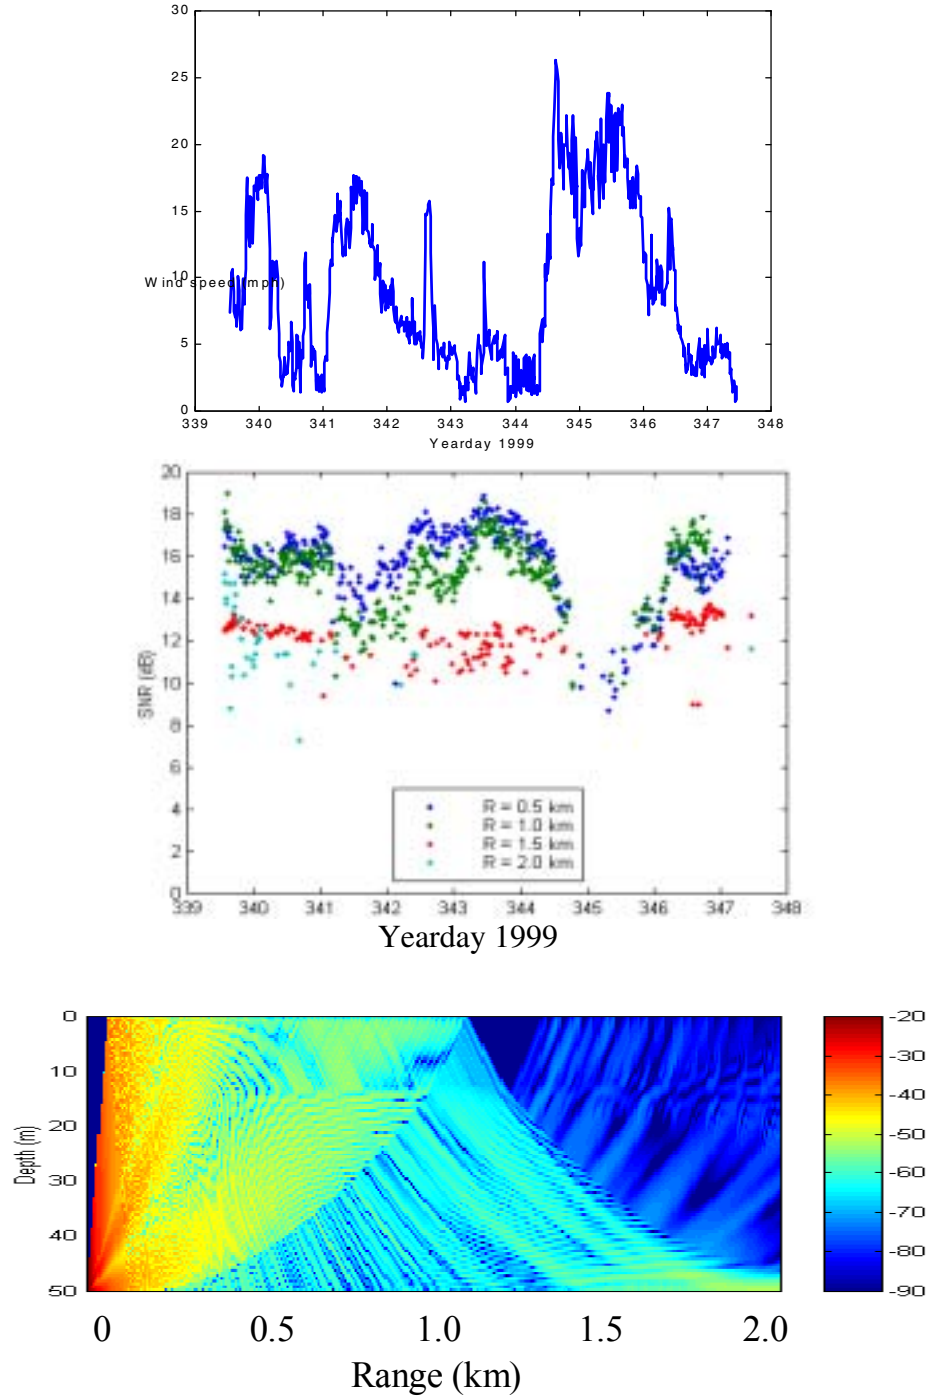 30
25
20
15
10
Wind speed (mph)
5
0
339 340 341 342 343 344 345 346 347 348
Yearday 1999
20
18
16
14
12
10
8
6
4
2
0
SNR (dB)
R = 0.5 km
R = 1.0 km
R = 1.5 km
R = 2.0 km
339 340 341 342 343 344 345 346 347 348
Yearday 1999
0
10
20
30
40
50
Depth (m)
-20
-30
-40
-50
-60
-70
-80
-90
0 0.5 1.0 1.5 2.0
Range (km)